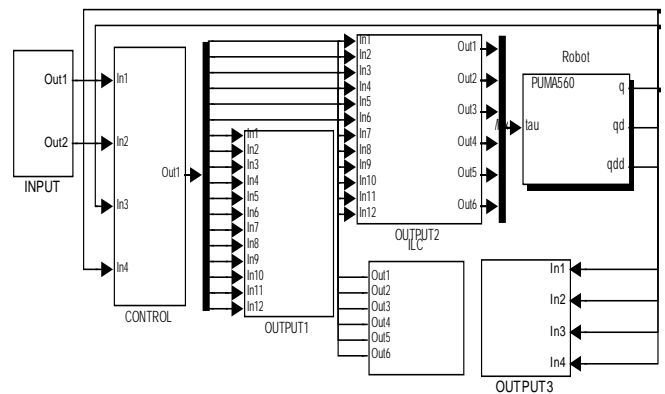 Out1
Out2
INPUT
In1
In2
In3
In4
Out1
CONTROL
In1
In2
In3
In4
In5
In6
In7
In8
In9
In10
In11
In12
OUTPUT1
In1
In2
In3
In4
In5
In6
In7
In8
In9
In10
In11
In12
Out1
Out2
Out3
Out4
Out5
Out6
OUTPUT2
ILC
Out1
Out2
Out3
Out4
Out5
Out6
Robot
PUMA560
tau
q
qd
qdd
In1
In2
In3
In4
OUTPUT3